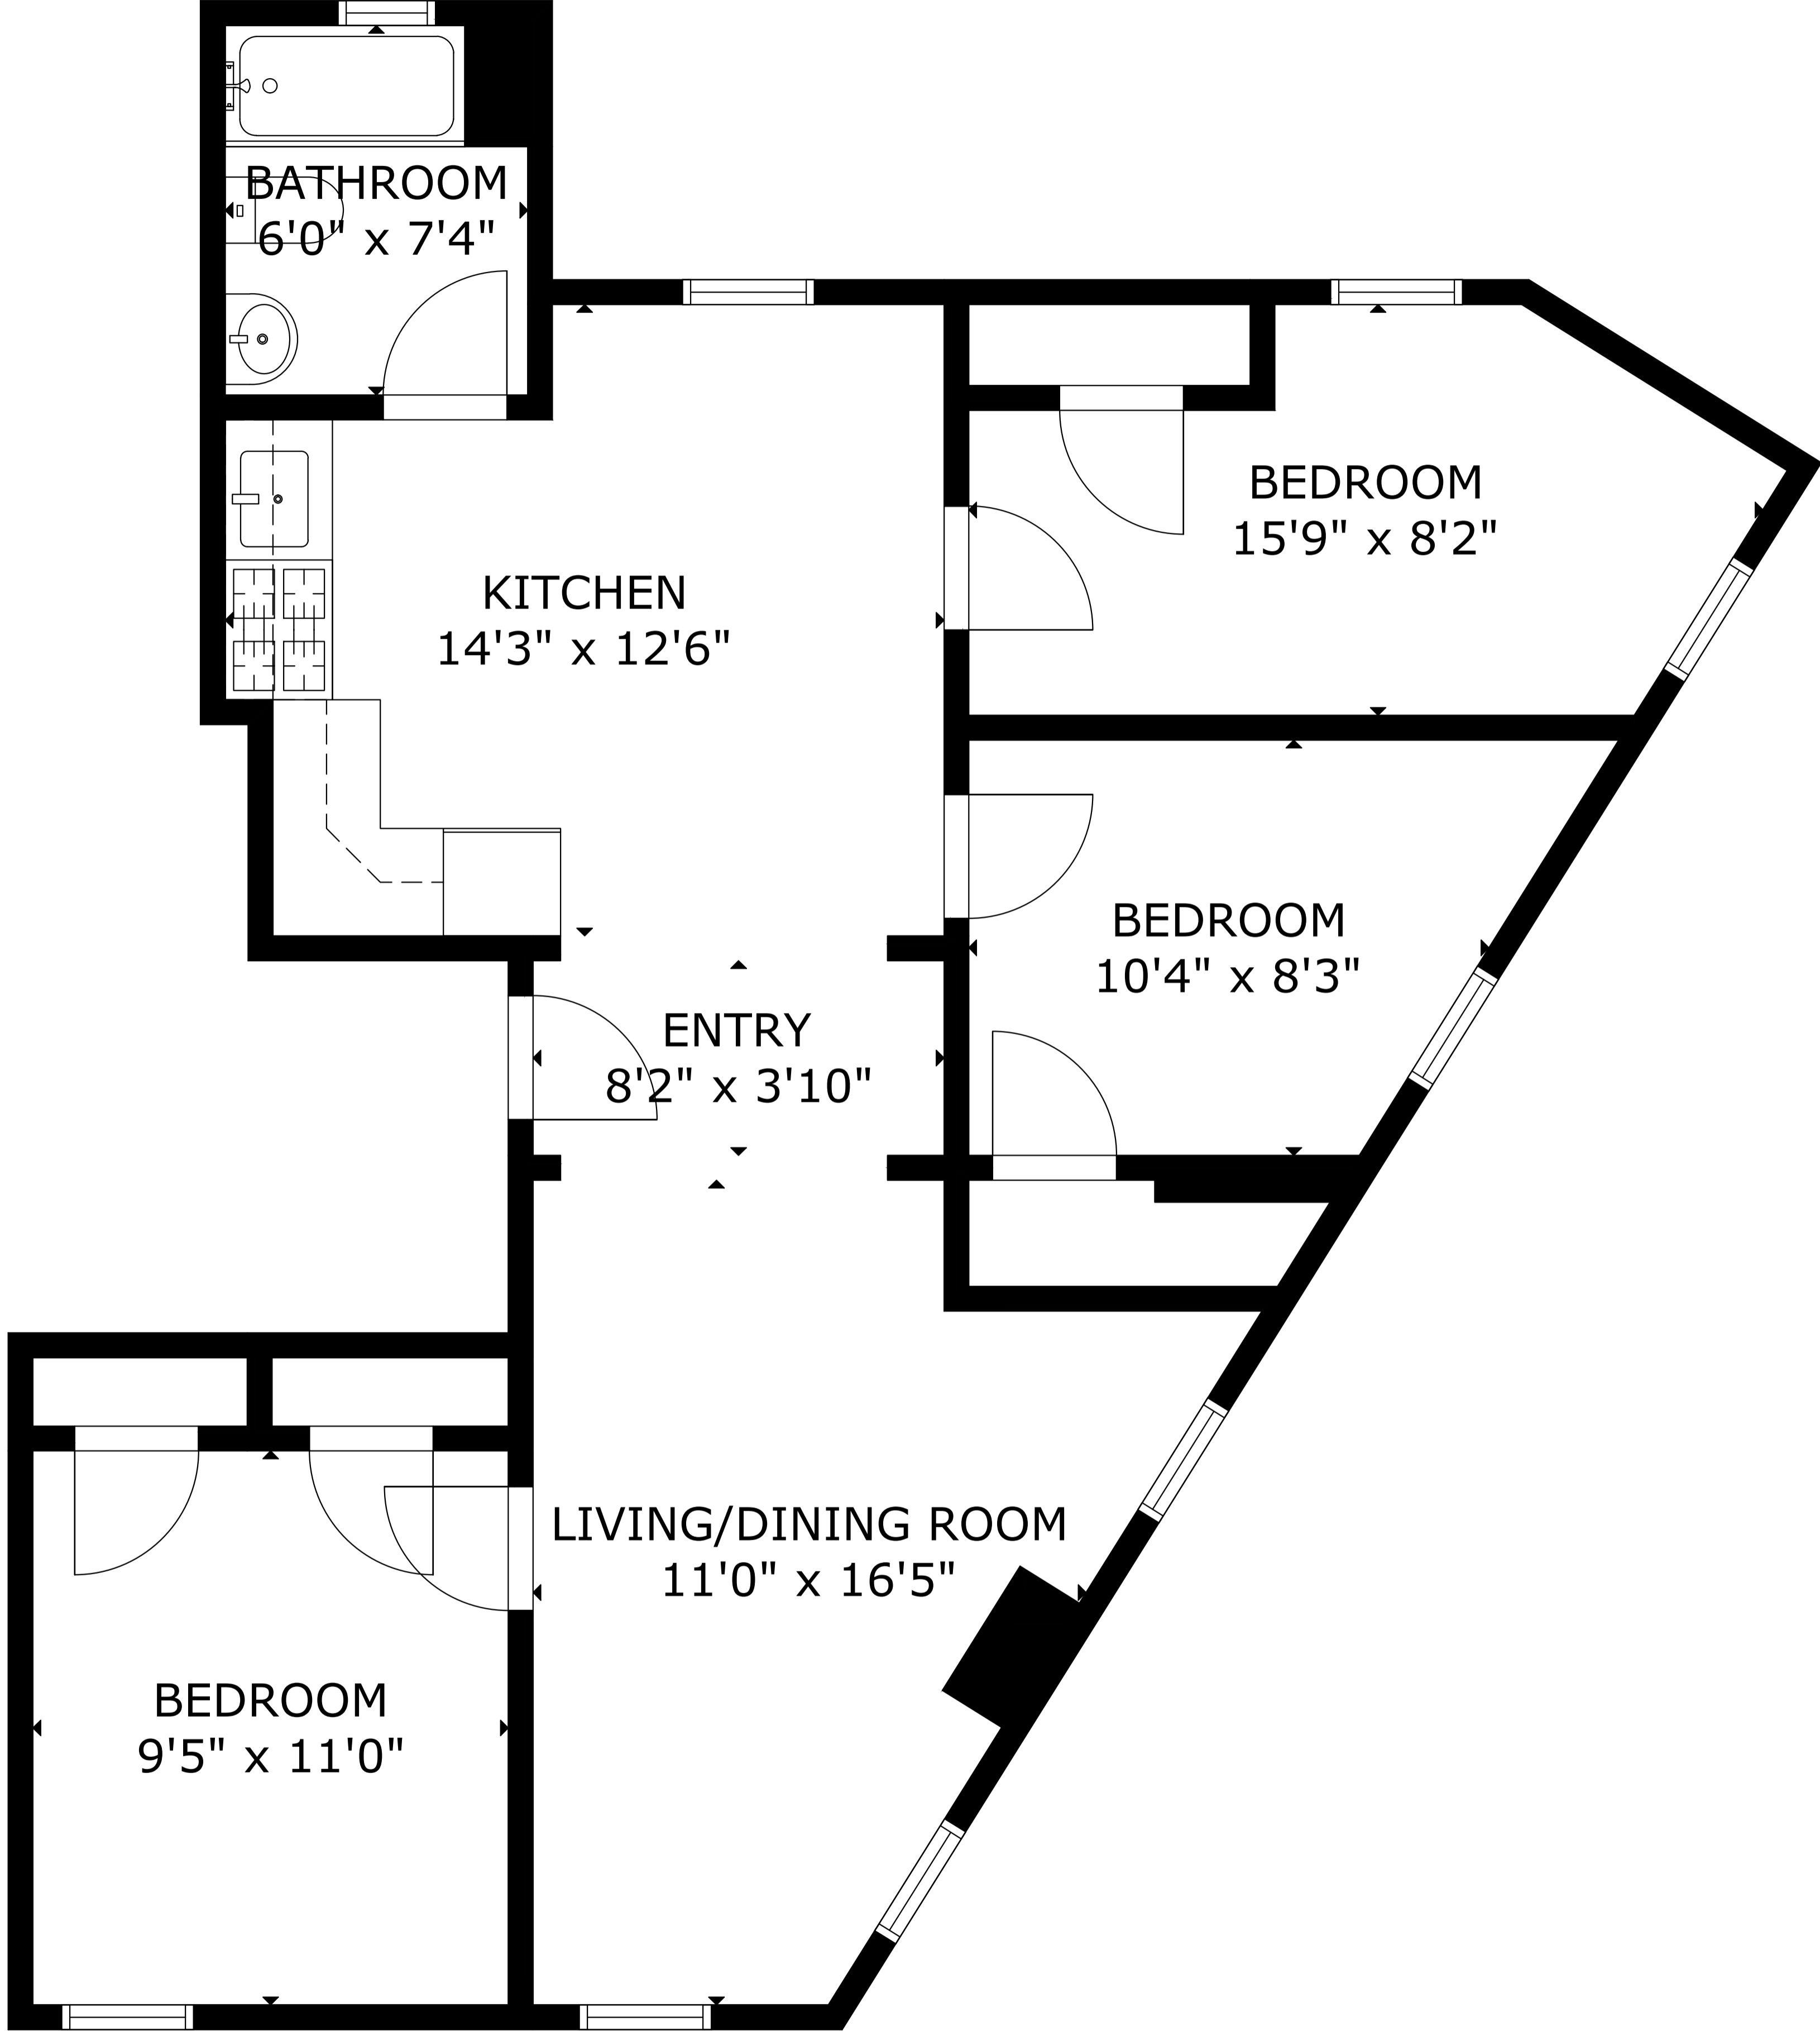 BATHROOM
6'0" x 7'4"
BEDROOM
15'9" x 8'2"
KITCHEN
14'3" x 12'6"
BEDROOM
10'4" x 8'3"
ENTRY
8'2" x 3'10"
LIVING/DINING ROOM
11'0" x 16'5"
BEDROOM
9'5" x 11'0"